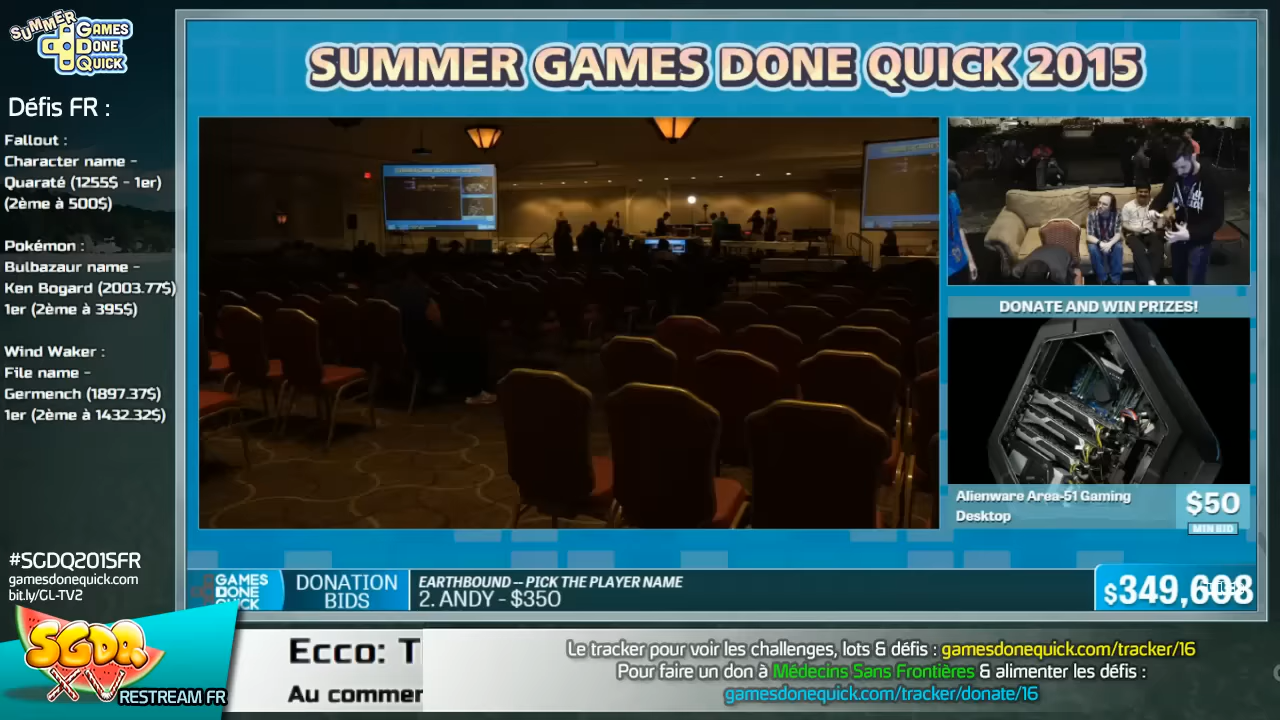 SUMMER
GAMES
DONE
QUICK
Défis FR :
Fallout :
Character name -
Quaraté (1255$ - 1er)
(2ème à 500$)
Pokémon :
Bulbazaur name -
Ken Bogard (2003.77$)
1er (2ème à 395$)
Wind Waker :
File name -
Germench (1897.37$)
1er (2ème à 1432.32$)
#SGDQ2015FR
gamesdonequick.com
bit.ly/GL-TV2
SUMMER GAMES DONE QUICK 2015
DONATE AND WIN PRIZES!
Alienware Area-51 Gaming
Desktop
$50
MIN BID
GAMES
DONE
QUICK
DONATION
BIDS
EARTHBOUND -- PICK THE PLAYER NAME
2. ANDY - $350
$349,608
SGDQ
XV
RESTREAM FR
Ecco: T
Au commer
Le tracker pour voir les challenges, lots & défis : gamesdonequick.com/tracker/16
Pour faire un don à Médecins Sans Frontières & alimenter les défis :
gamesdonequick.com/tracker/donate/16